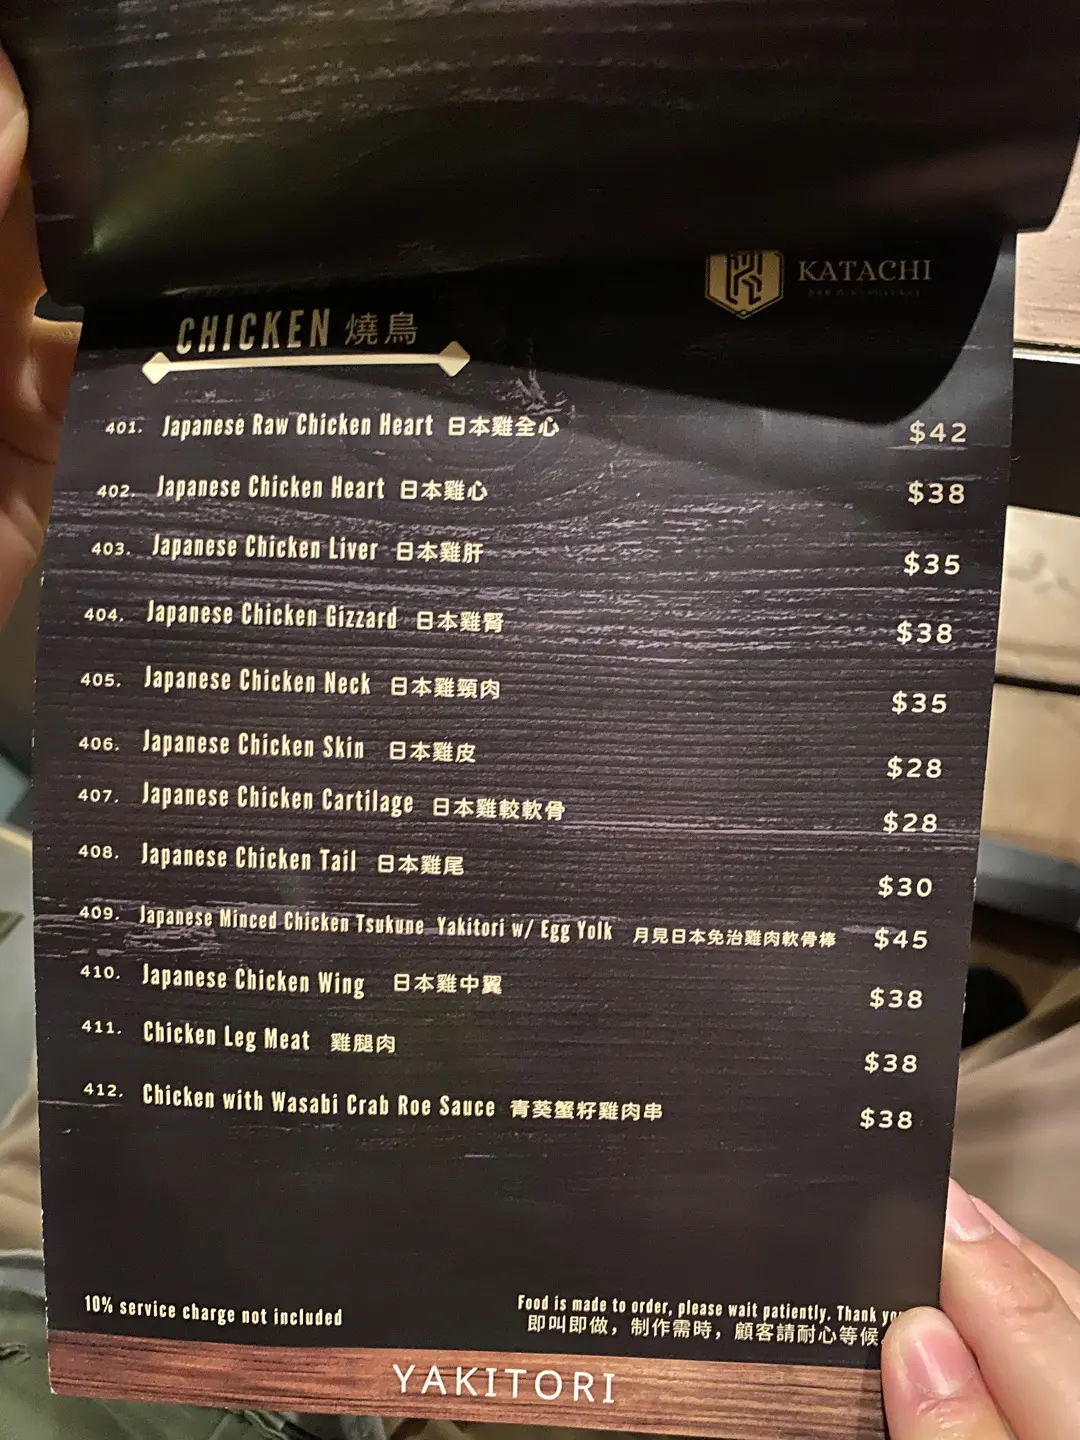 KATACHI
CHICKEN 燒鳥
401. Japanese Raw Chicken Heart 日本雞全心 $42
402. Japanese Chicken Heart 日本雞心 $38
403. Japanese Chicken Liver 日本雞肝 $35
404. Japanese Chicken Gizzard 日本雞腎 $38
405. Japanese Chicken Neck 日本雞頸肉 $35
406. Japanese Chicken Skin 日本雞皮 $28
407. Japanese Chicken Cartilage 日本雞較軟骨 $28
408. Japanese Chicken Tail 日本雞尾 $30
409. Japanese Minced Chicken Tsukune Yakitori w/ Egg Yolk 月見日本免治雞肉軟骨棒 $45
410. Japanese Chicken Wing 日本雞中翼 $38
411. Chicken Leg Meat 雞腿肉 $38
412. Chicken with Wasabi Crab Roe Sauce 青葵蟹籽雞肉串 $38
10% service charge not included
Food is made to order, please wait patiently. Thank
即叫即做，制作需時，顧客請耐心等候
YAKITORI